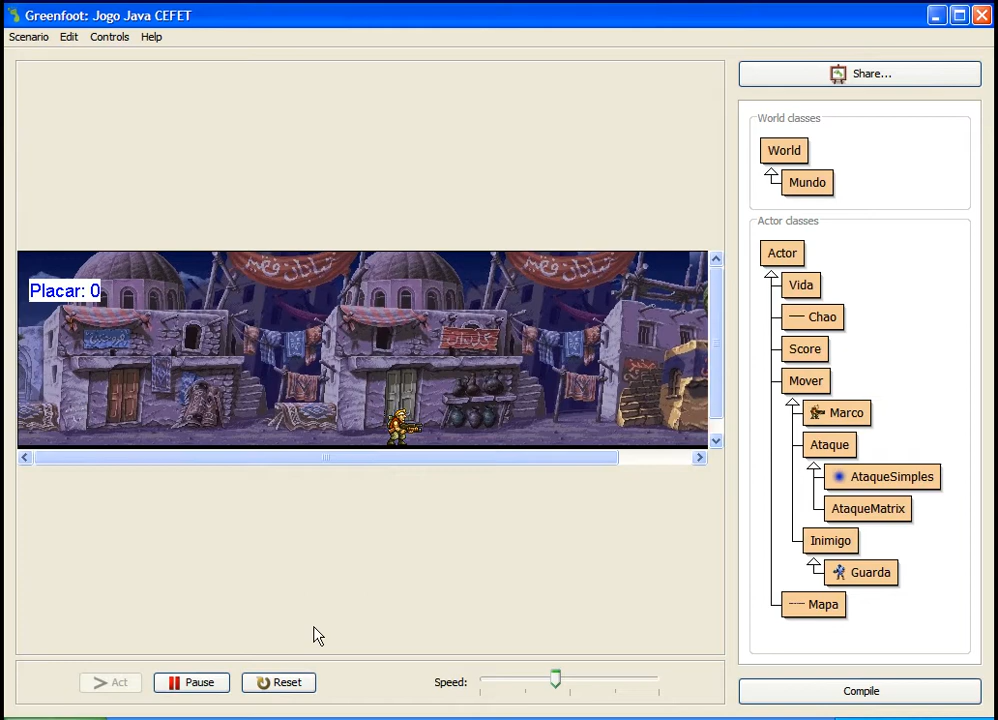 Greenfoot: Jogo Java CEFET
Scenario Edit Controls Help
Share...
World classes
World
Mundo
Actor classes
Actor
Vida
Chao
Score
Mover
Marco
Ataque
AtaqueSimples
AtaqueMatrix
Inimigo
Guarda
Mapa
Placar: 0
Act
Pause
Reset
Speed:
Compile